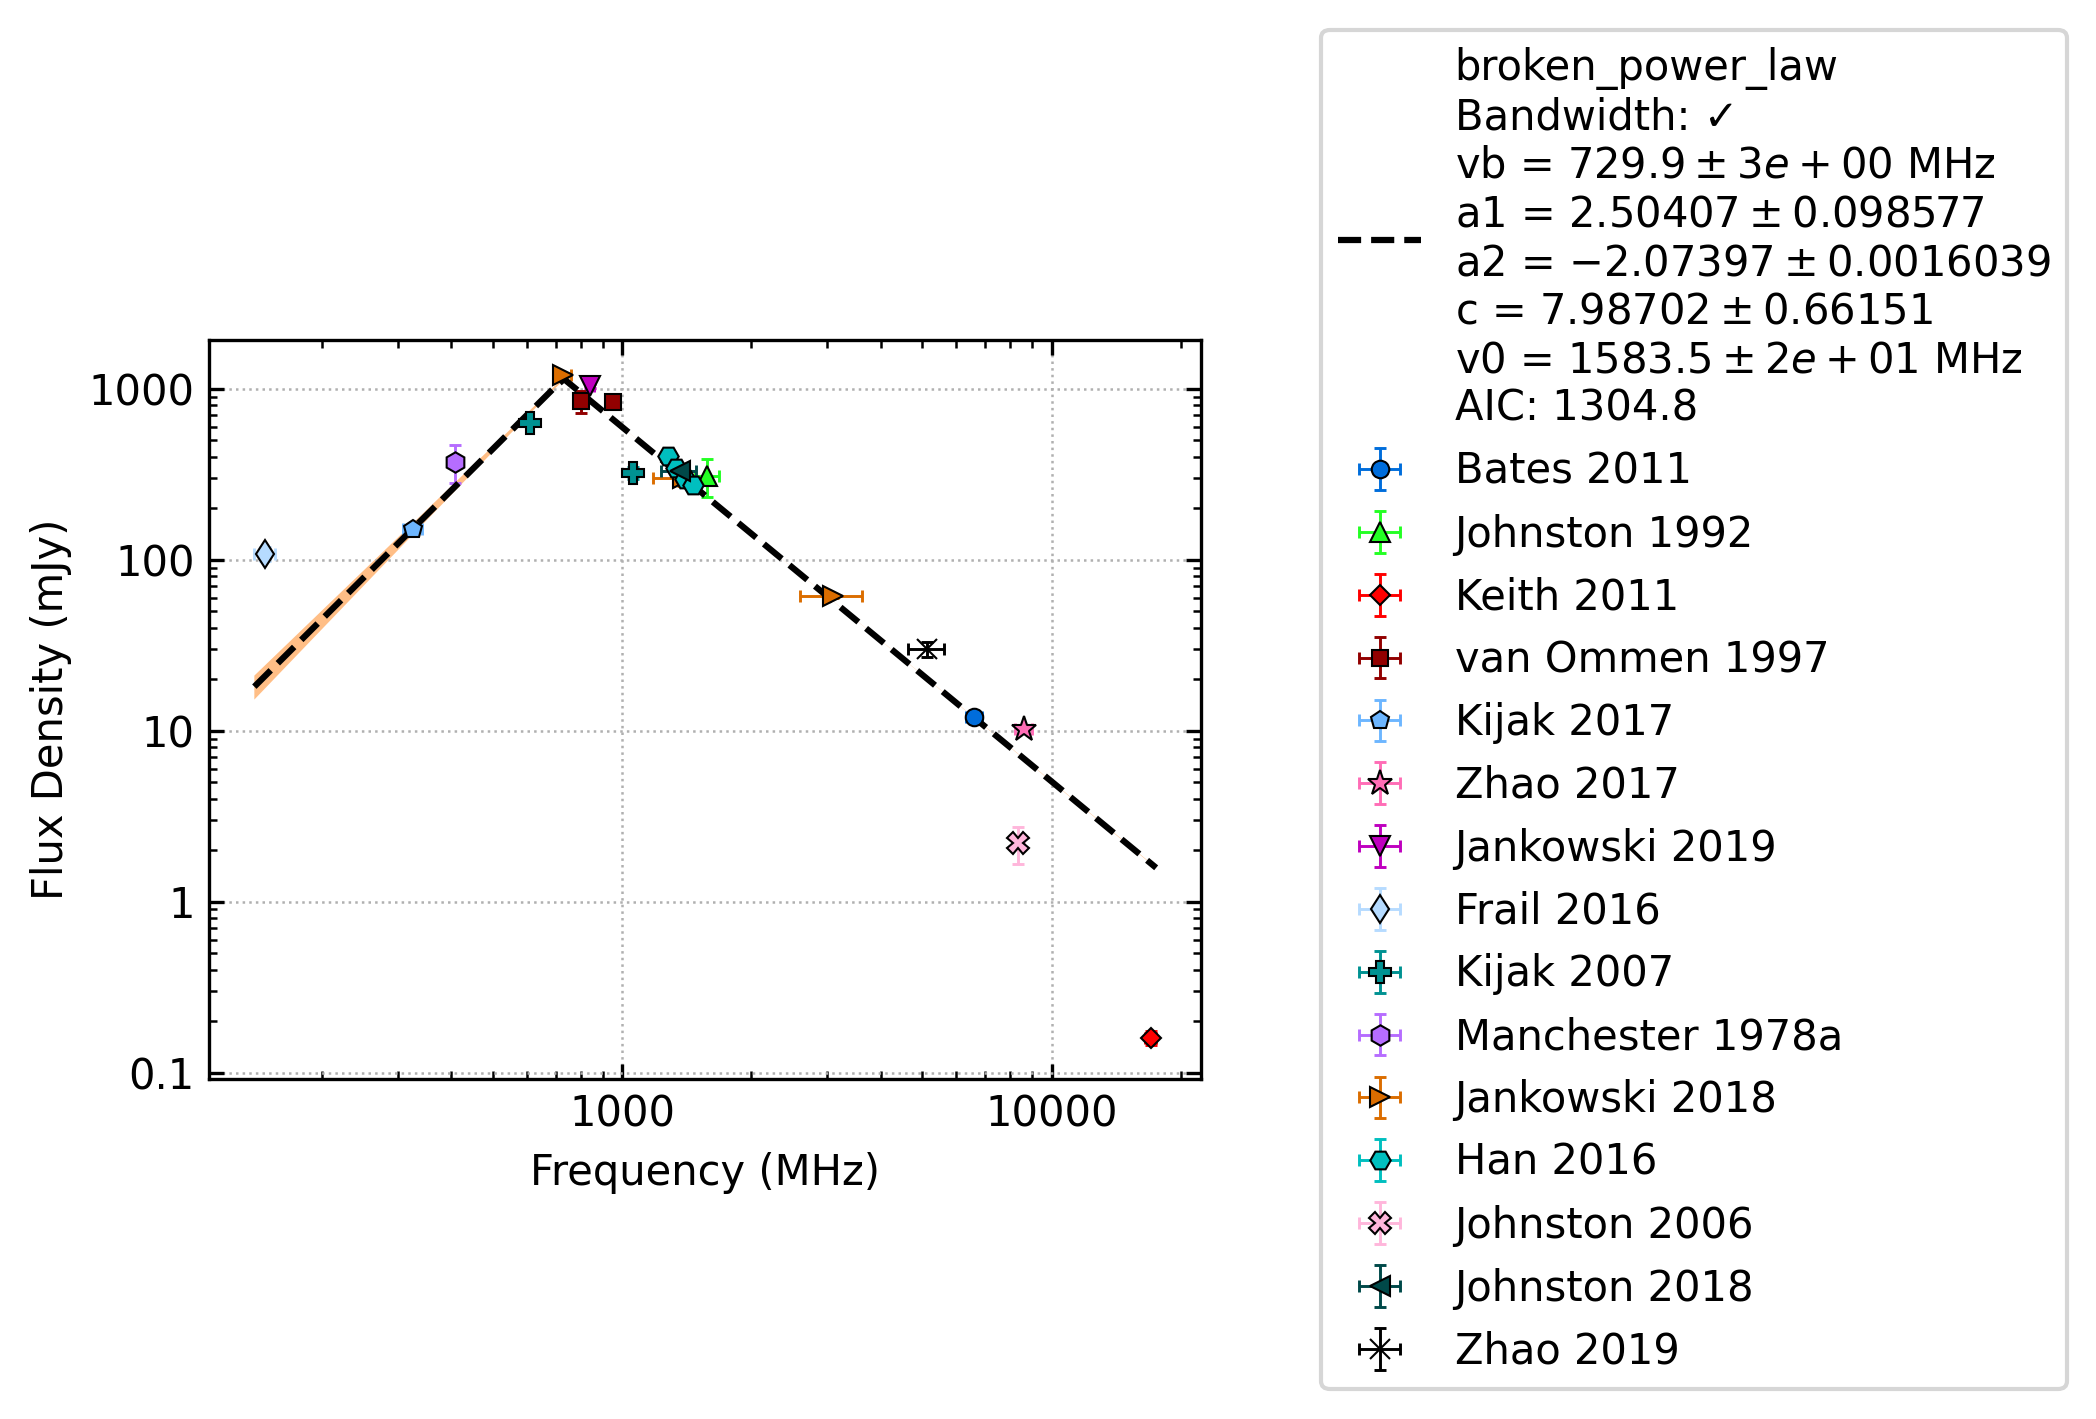 1000
100
10
1
0.1
Flux Density (mJy)
1000 10000
Frequency (MHz)
broken_power_law
Bandwidth: ✓
vb = 729.9 ± 3e + 00 MHz
a1 = 2.50407 ± 0.098577
a2 = −2.07397 ± 0.0016039
c = 7.98702 ± 0.66151
v0 = 1583.5 ± 2e + 01 MHz
AIC: 1304.8
Bates 2011
Johnston 1992
Keith 2011
van Ommen 1997
Kijak 2017
Zhao 2017
Jankowski 2019
Frail 2016
Kijak 2007
Manchester 1978a
Jankowski 2018
Han 2016
Johnston 2006
Johnston 2018
Zhao 2019